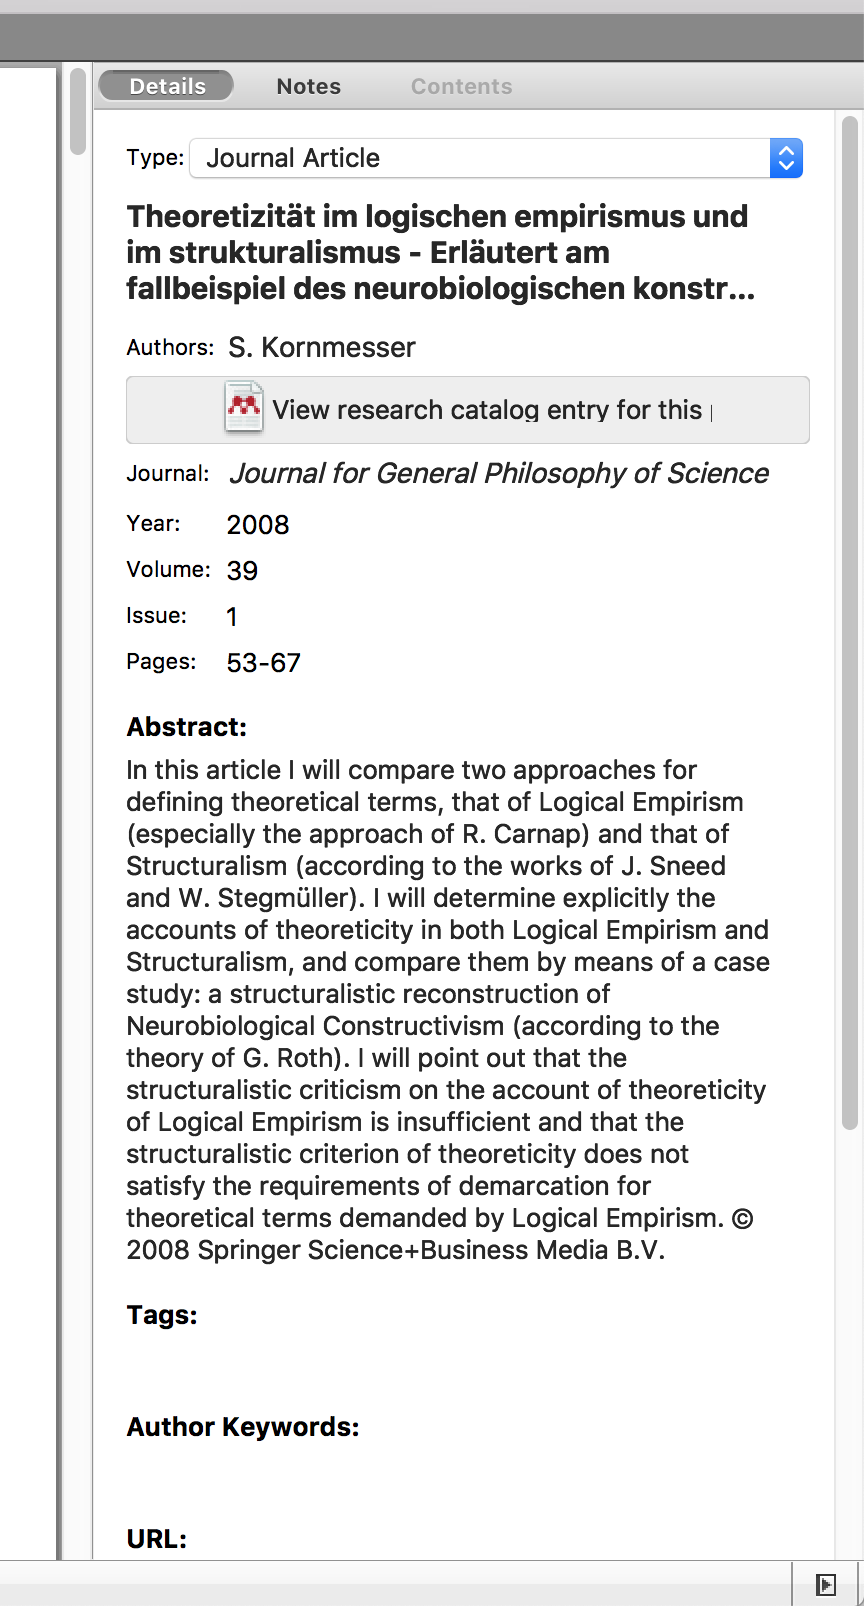 Details Notes Contents
Type: Journal Article
Theoretizität im logischen empirismus und
im strukturalismus - Erläutert am
fallbeispiel des neurobiologischen konstr...
Authors: S. Kornmesser
View research catalog entry for this
Journal: Journal for General Philosophy of Science
Year: 2008
Volume: 39
Issue: 1
Pages: 53-67
Abstract:
In this article I will compare two approaches for
defining theoretical terms, that of Logical Empirism
(especially the approach of R. Carnap) and that of
Structuralism (according to the works of J. Sneed
and W. Stegmüller). I will determine explicitly the
accounts of theoreticity in both Logical Empirism and
Structuralism, and compare them by means of a case
study: a structuralistic reconstruction of
Neurobiological Constructivism (according to the
theory of G. Roth). I will point out that the
structuralistic criticism on the account of theoreticity
of Logical Empirism is insufficient and that the
structuralistic criterion of theoreticity does not
satisfy the requirements of demarcation for
theoretical terms demanded by Logical Empirism. ©
2008 Springer Science+Business Media B.V.
Tags:
Author Keywords:
URL: